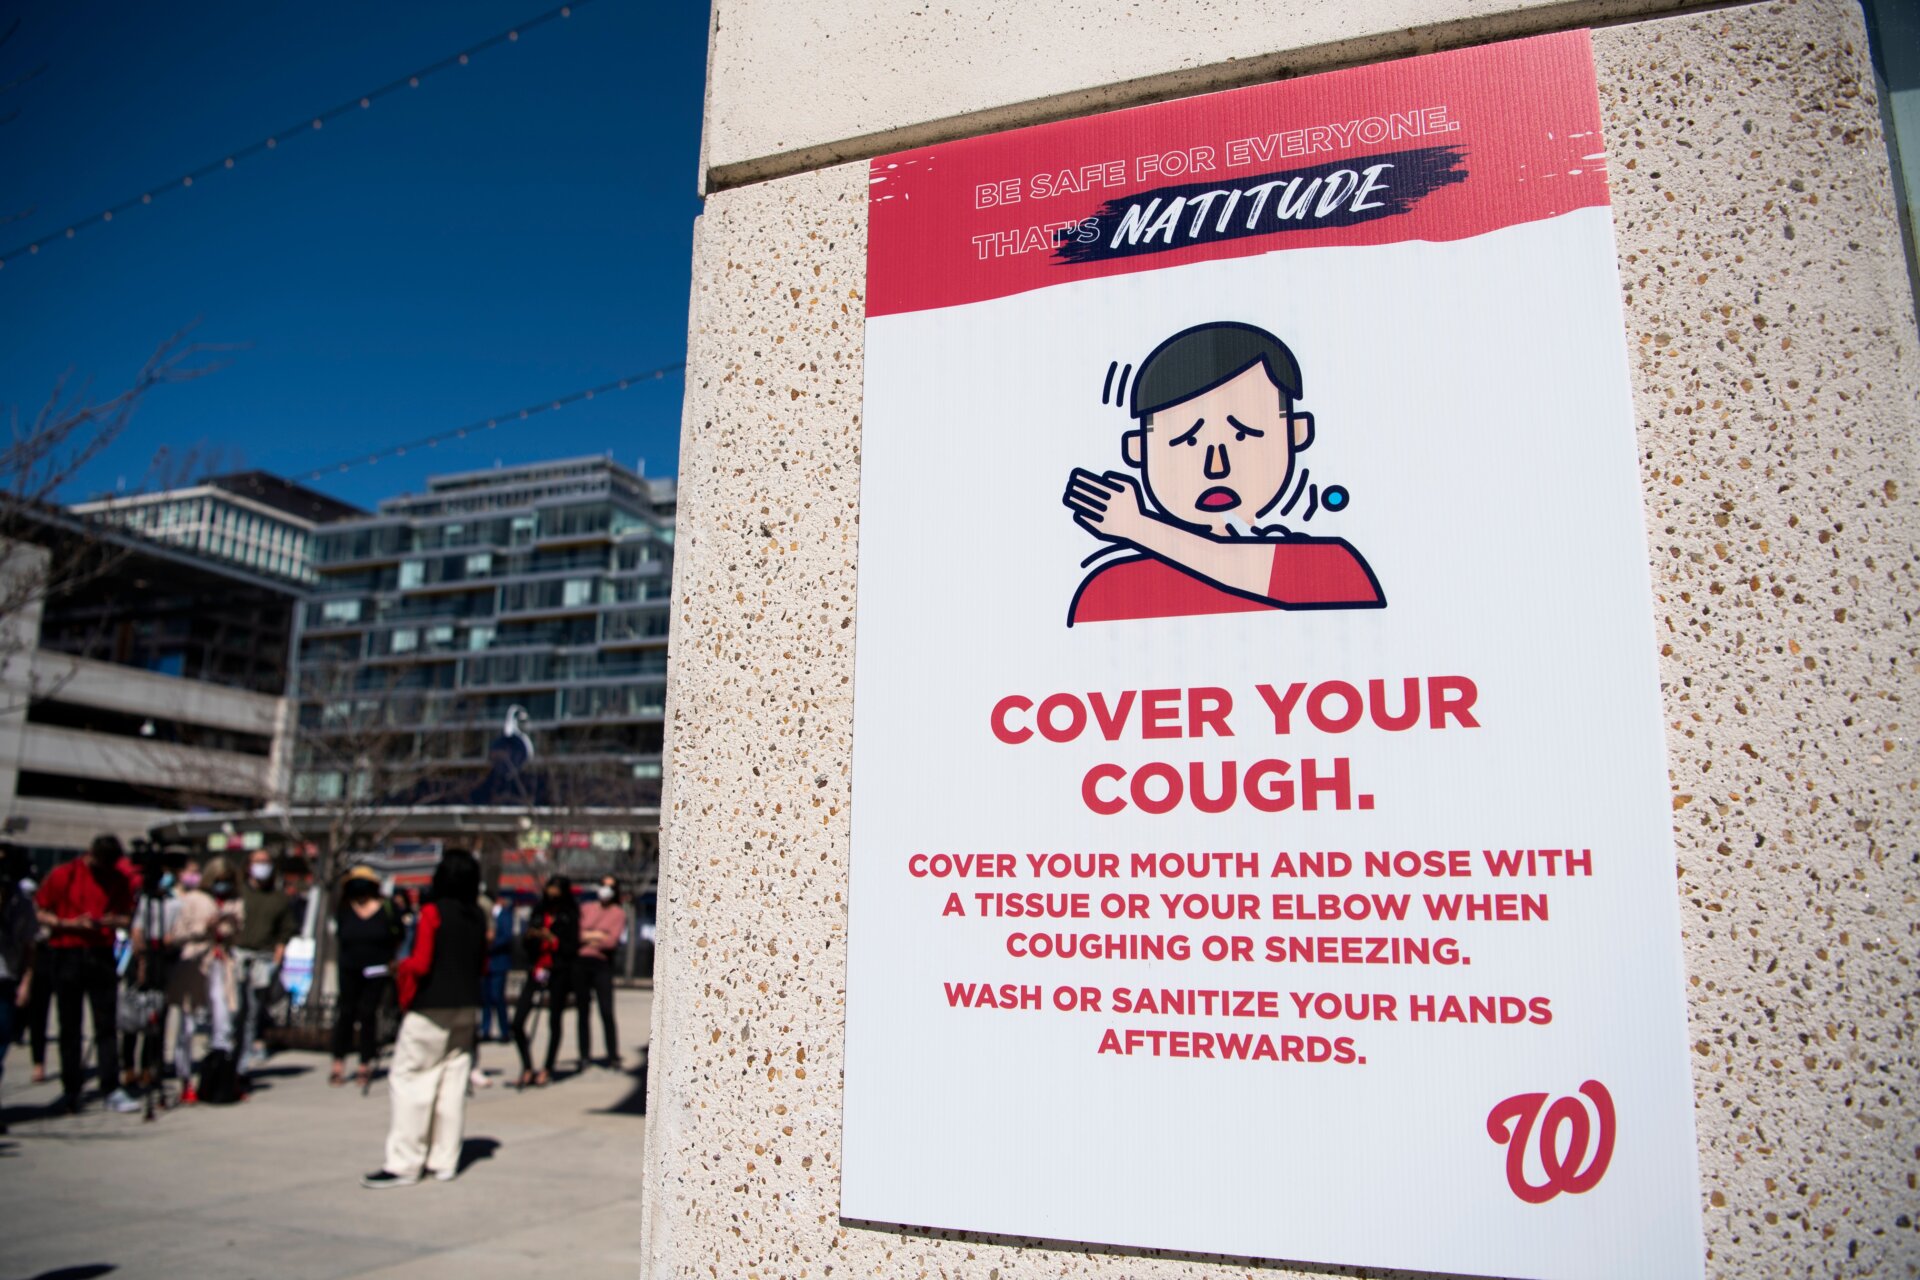 BE SAFE FOR EVERYONE.
THAT'S NATITUDE
COVER YOUR
COUGH.
COVER YOUR MOUTH AND NOSE WITH
A TISSUE OR YOUR ELBOW WHEN
COUGHING OR SNEEZING.
WASH OR SANITIZE YOUR HANDS
AFTERWARDS.
W